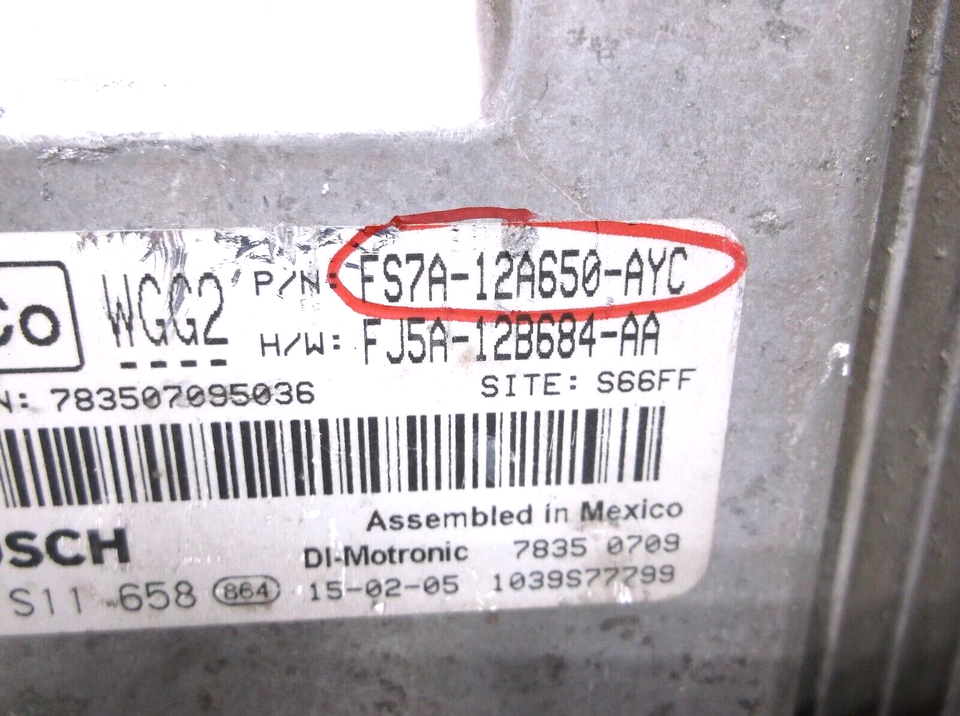 Co WGG2 P/N: FS7A-12A650-AYC
H/W: FJ5A-12B684-AA
N: 783507095036 SITE: S66FF
Assembled in Mexico
OSCH DI-Motronic 7835 0709
S11 658 864 15-02-05 1039S77799